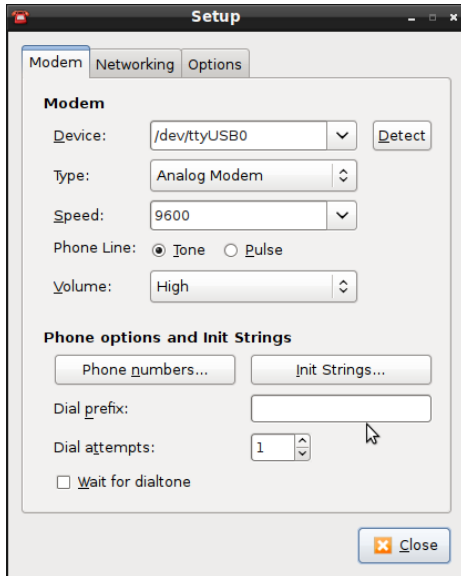 Setup
Modem Networking Options
Modem
Device: /dev/ttyUSB0 Detect
Type: Analog Modem
Speed: 9600
Phone Line: Tone Pulse
Volume: High
Phone options and Init Strings
Phone numbers... Init Strings...
Dial prefix:
Dial attempts: 1
Wait for dialtone
Close